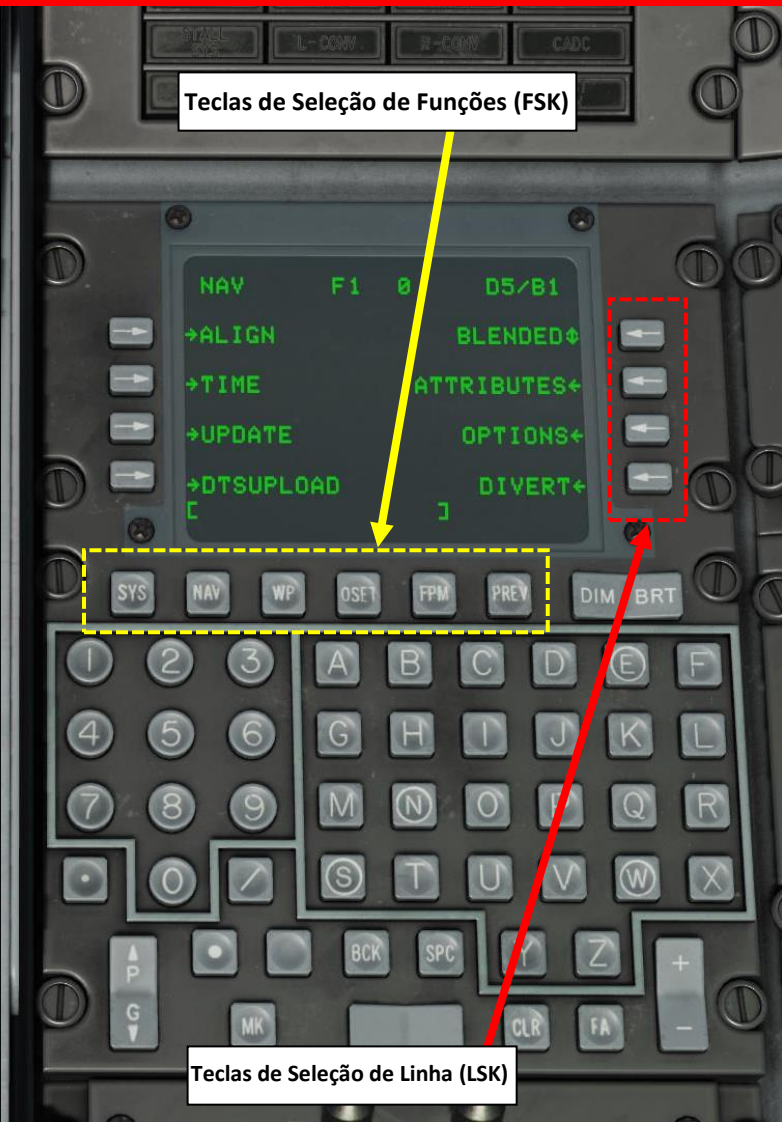 STALL SYS L-CONV R-CONV CADC
Teclas de Seleção de Funções (FSK)
NAV F1 0 D5/B1
→ALIGN BLENDED
→TIME ATTRIBUTES←
→UPDATE OPTIONS←
→DTSUPLOAD DIVERT←
[ ]
SYS NAV WP OSET FPM PREV DIM BRT
1 2 3 A B C D E F
4 5 6 G H I J K L
7 8 9 M N O P Q R
• 0 / S T U V W X
P G • BCK SPC Y Z + −
MK CLR FA
Teclas de Seleção de Linha (LSK)